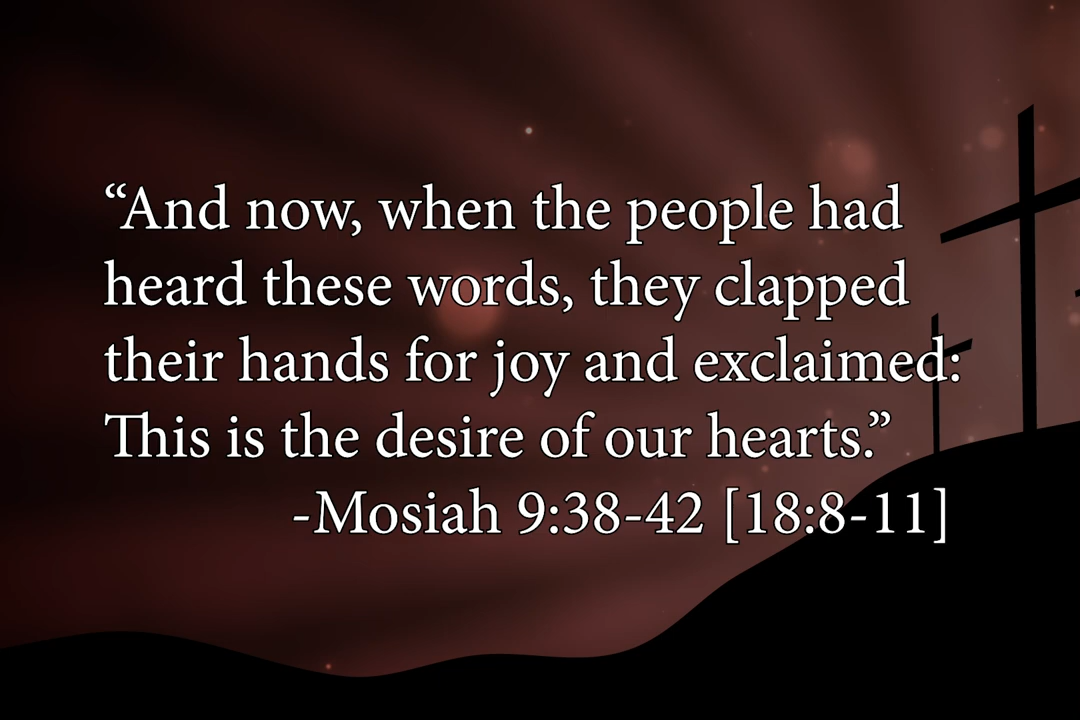 “And now, when the people had
heard these words, they clapped
their hands for joy and exclaimed:
This is the desire of our hearts.”
-Mosiah 9:38-42 [18:8-11]